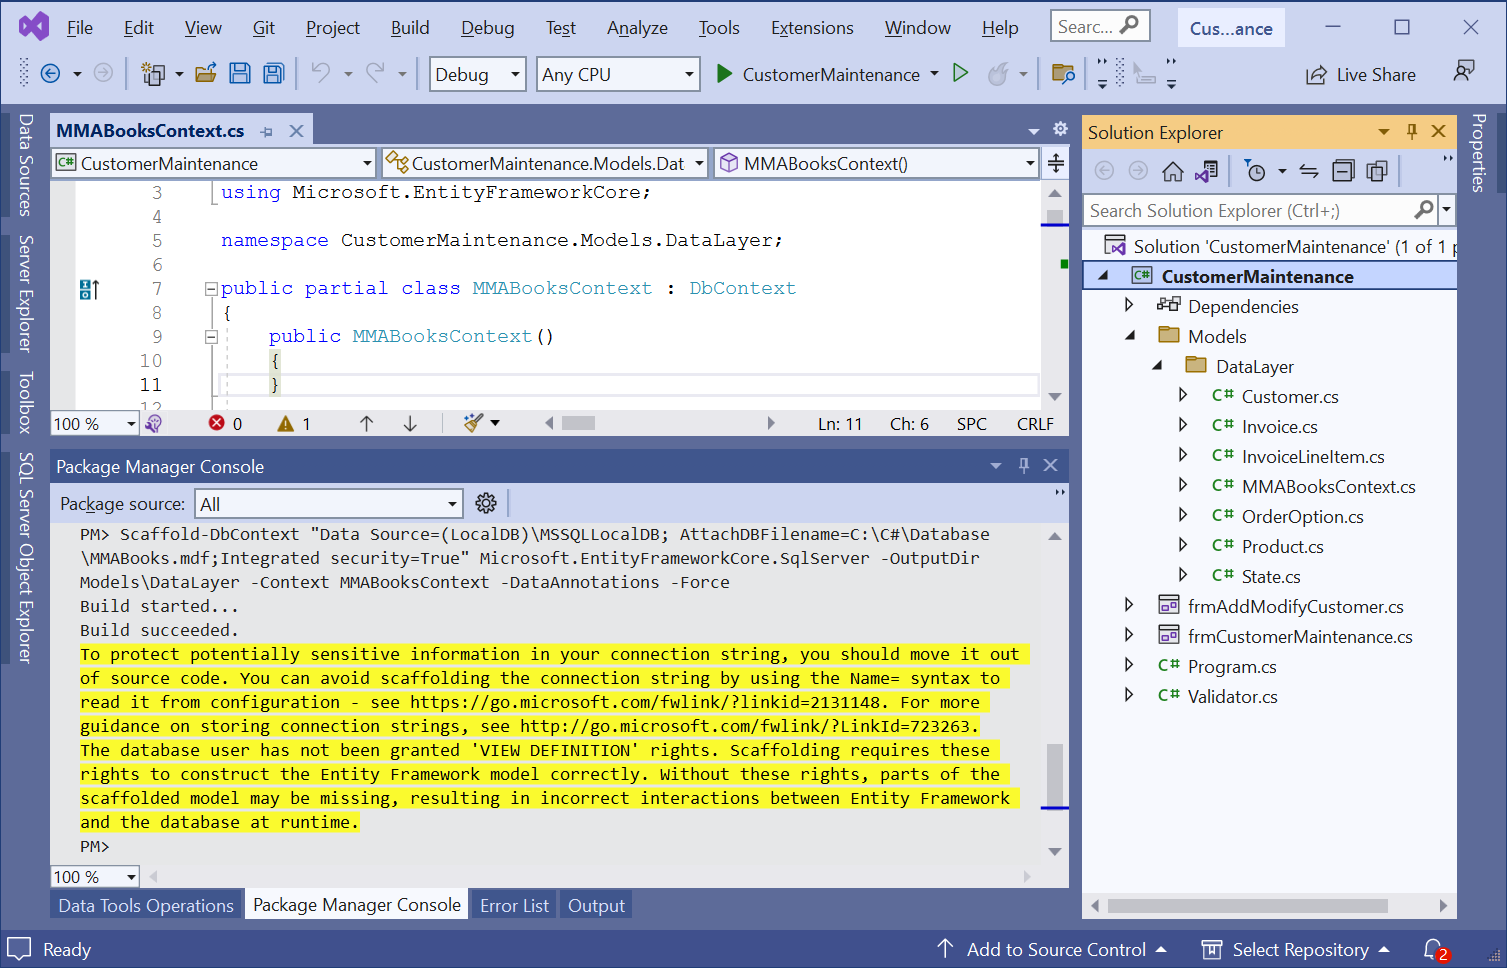 File Edit View Git Project Build Debug Test Analyze Tools Extensions Window Help Searc... Cus...ance
Debug Any CPU CustomerMaintenance Live Share
Data Sources
Server Explorer
Toolbox
SQL Server Object Explorer
MMABooksContext.cs
CustomerMaintenance CustomerMaintenance.Models.Dat MMABooksContext()
3 using Microsoft.EntityFrameworkCore;
4
5 namespace CustomerMaintenance.Models.DataLayer;
6
7 public partial class MMABooksContext : DbContext
8 {
9 public MMABooksContext()
10 {
11 }
12
100 % 0 1 Ln: 11 Ch: 6 SPC CRLF
Package Manager Console
Package source: All
PM> Scaffold-DbContext "Data Source=(LocalDB)\MSSQLLocalDB; AttachDBFilename=C:\C#\Database
\MMABooks.mdf;Integrated security=True" Microsoft.EntityFrameworkCore.SqlServer -OutputDir
Models\DataLayer -Context MMABooksContext -DataAnnotations -Force
Build started...
Build succeeded.
To protect potentially sensitive information in your connection string, you should move it out
of source code. You can avoid scaffolding the connection string by using the Name= syntax to
read it from configuration - see https://go.microsoft.com/fwlink/?linkid=2131148. For more
guidance on storing connection strings, see http://go.microsoft.com/fwlink/?LinkId=723263.
The database user has not been granted 'VIEW DEFINITION' rights. Scaffolding requires these
rights to construct the Entity Framework model correctly. Without these rights, parts of the
scaffolded model may be missing, resulting in incorrect interactions between Entity Framework
and the database at runtime.
PM>
100 %
Data Tools Operations Package Manager Console Error List Output
Solution Explorer
Search Solution Explorer (Ctrl+;)
Solution 'CustomerMaintenance' (1 of 1 p
C# CustomerMaintenance
Dependencies
Models
DataLayer
C# Customer.cs
C# Invoice.cs
C# InvoiceLineItem.cs
C# MMABooksContext.cs
C# OrderOption.cs
C# Product.cs
C# State.cs
frmAddModifyCustomer.cs
frmCustomerMaintenance.cs
C# Program.cs
C# Validator.cs
Properties
Ready Add to Source Control Select Repository 2